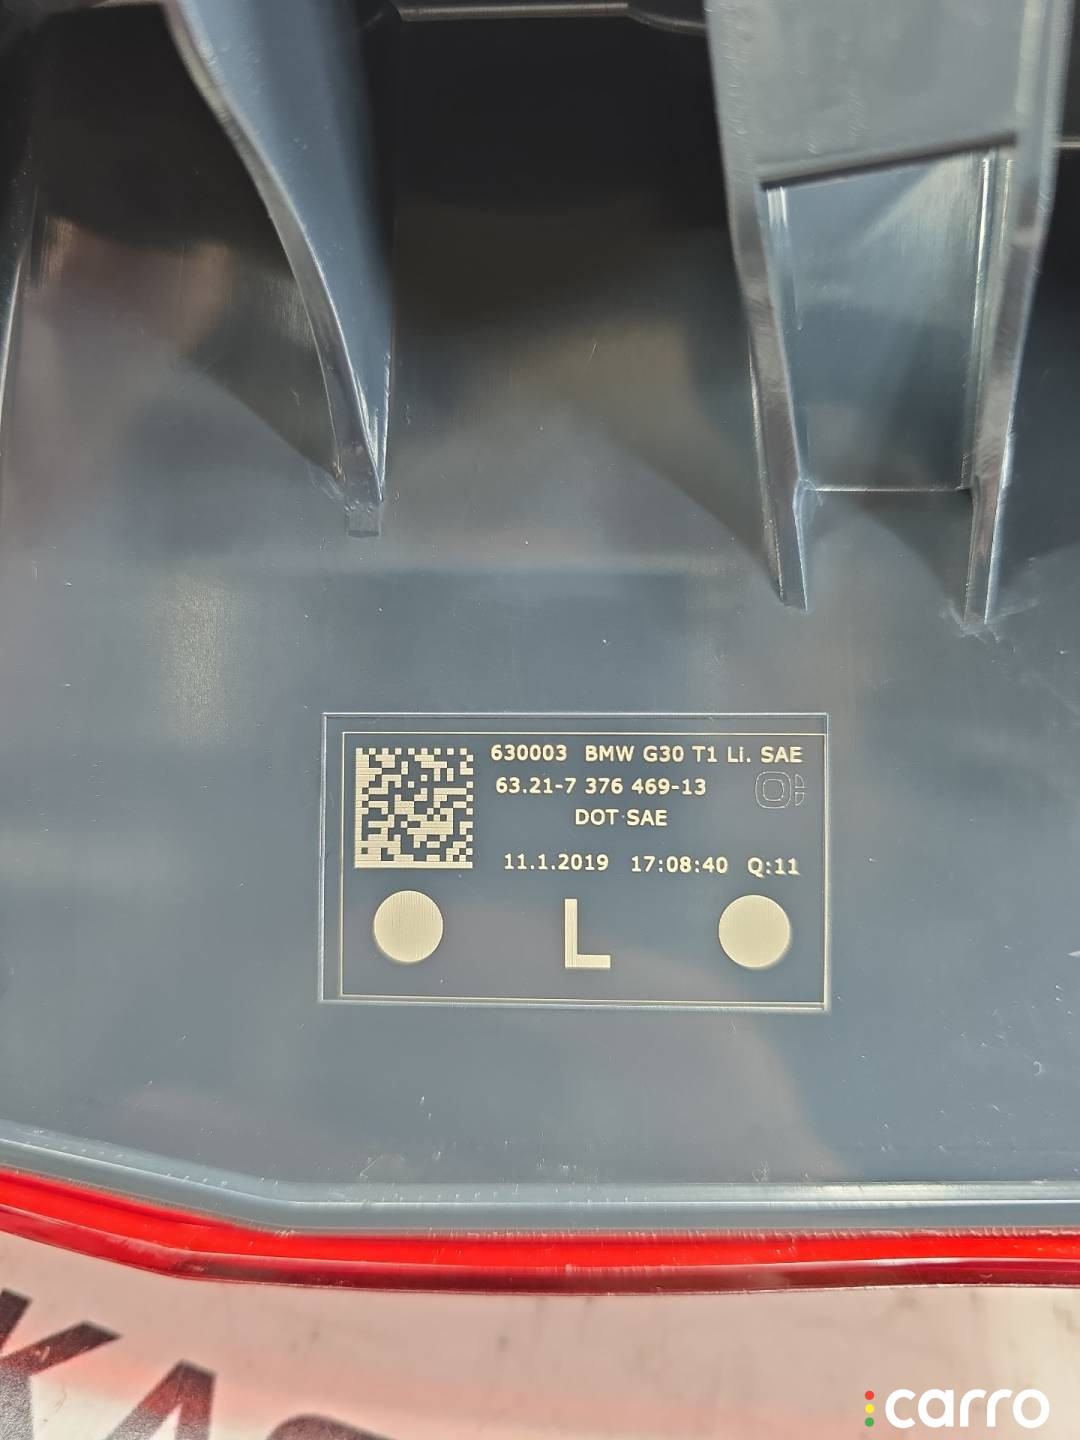 630003 BMW G30 T1 Li. SAE
63.21-7 376 469-13
DOT SAE
11.1.2019 17:08:40 Q:11
L
carro